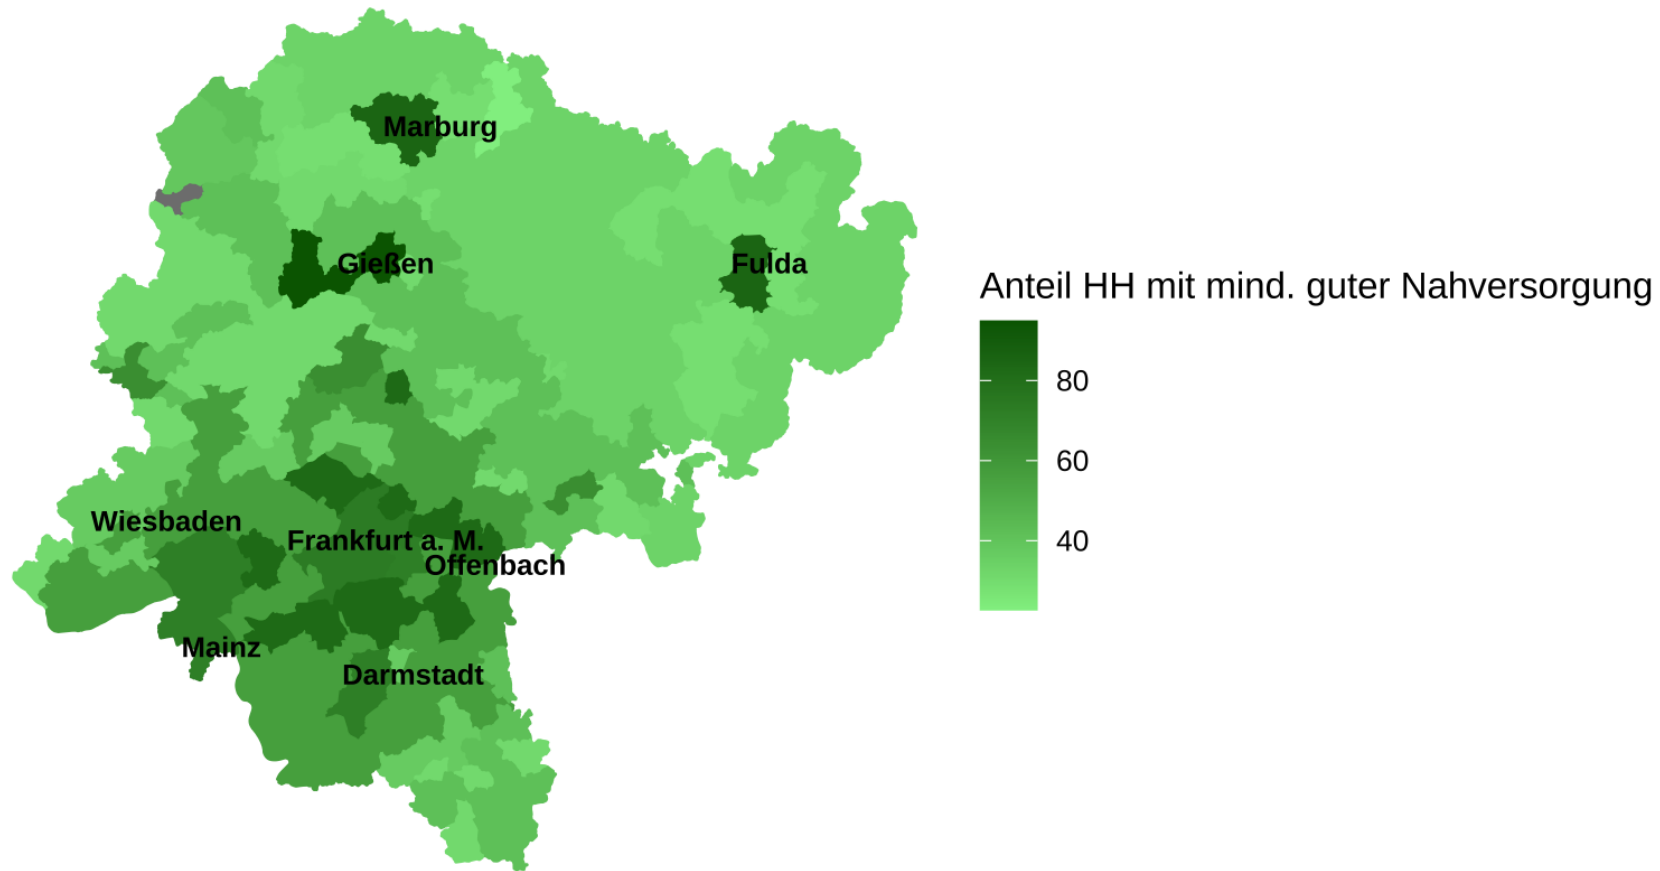 Marburg
Gießen
Fulda
Anteil HH mit mind. guter Nahversorgung
80
60
40
Wiesbaden
Frankfurt a. M.
Offenbach
Mainz
Darmstadt